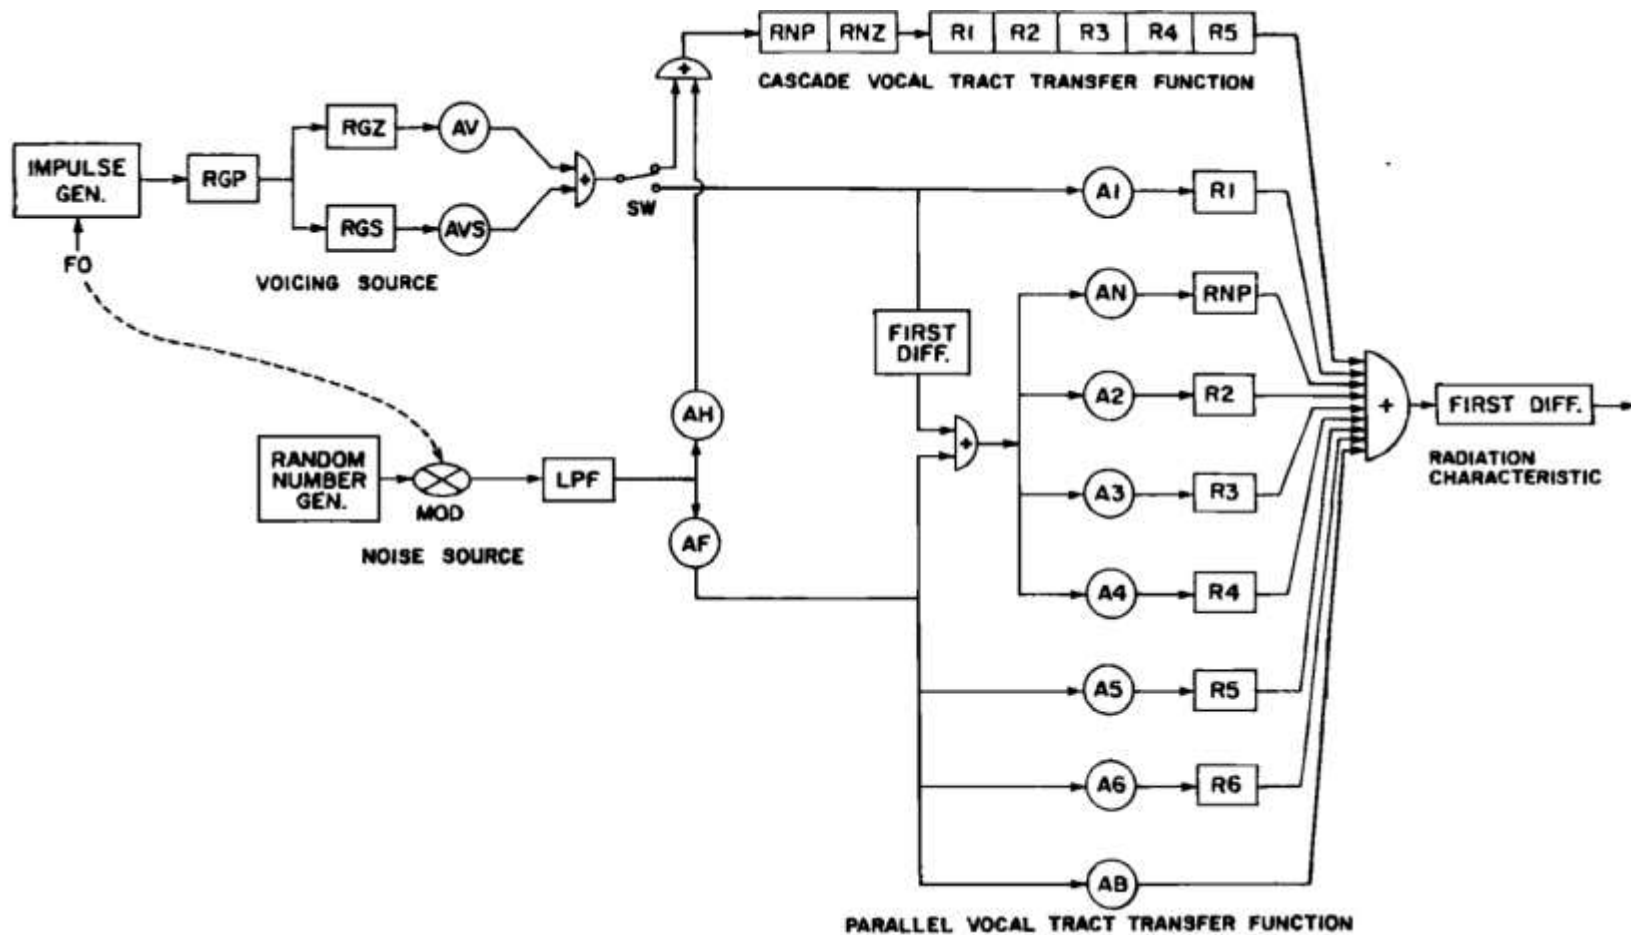 RNP RNZ R1 R2 R3 R4 R5
+
CASCADE VOCAL TRACT TRANSFER FUNCTION
IMPULSE
GEN.
RGP
RGZ
AV
RGS
AVS
+
SW
F0
VOICING SOURCE
A1
R1
AN
RNP
FIRST
DIFF.
A2
R2
+
A3
R3
A4
R4
A5
R5
A6
R6
AB
PARALLEL VOCAL TRACT TRANSFER FUNCTION
AH
RANDOM
NUMBER
GEN.
MOD
LPF
AF
NOISE SOURCE
+
FIRST DIFF.
RADIATION
CHARACTERISTIC